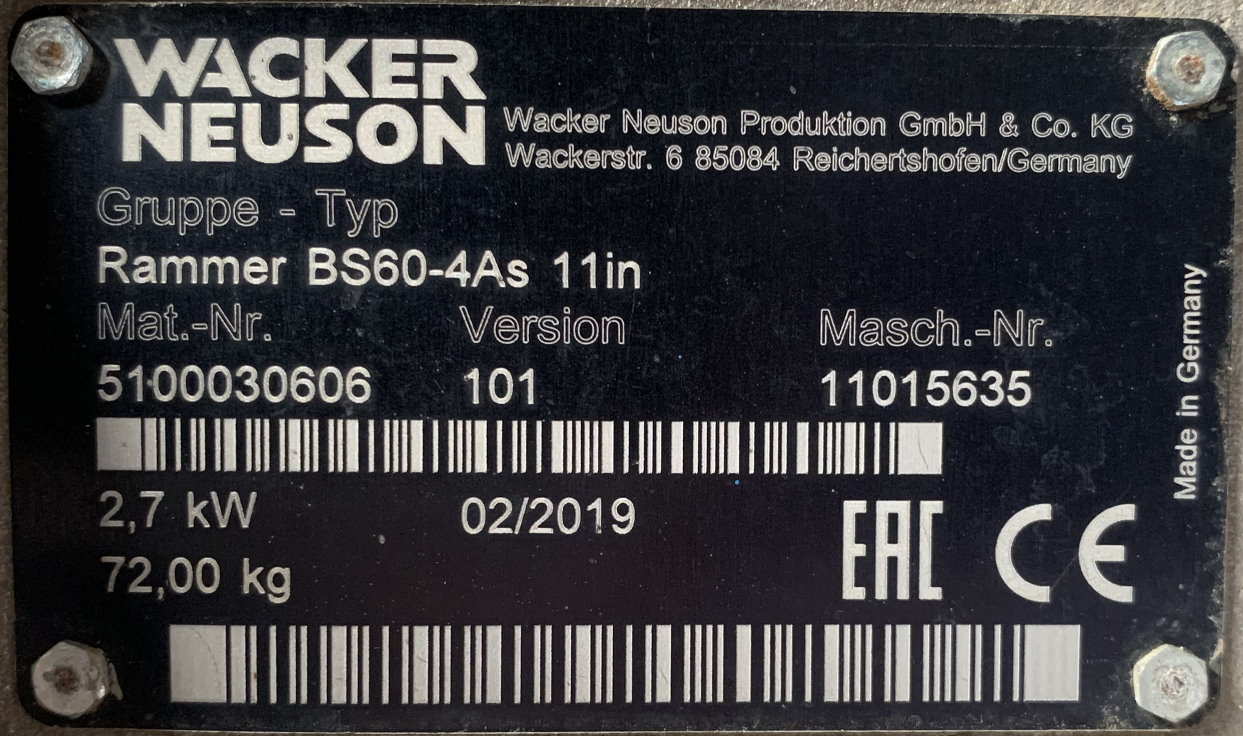 WACKER
NEUSON
Wacker Neuson Produktion GmbH & Co. KG
Wackerstr. 6 85084 Reichertshofen/Germany
Gruppe - Typ
Rammer BS60-4As 11in
Mat.-Nr. Version Masch.-Nr.
5100030606 101 11015635
2,7 kW 02/2019
72,00 kg
EAC CE
Made in Germany